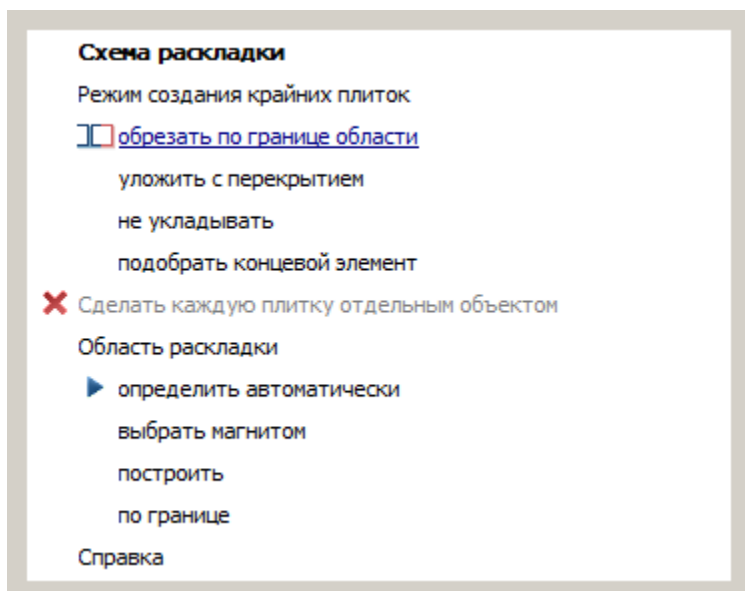 Схема раскладки
Режим создания крайних плиток
обрезать по границе области
уложить с перекрытием
не укладывать
подобрать концевой элемент
Сделать каждую плитку отдельным объектом
Область раскладки
определить автоматически
выбрать магнитом
построить
по границе
Справка